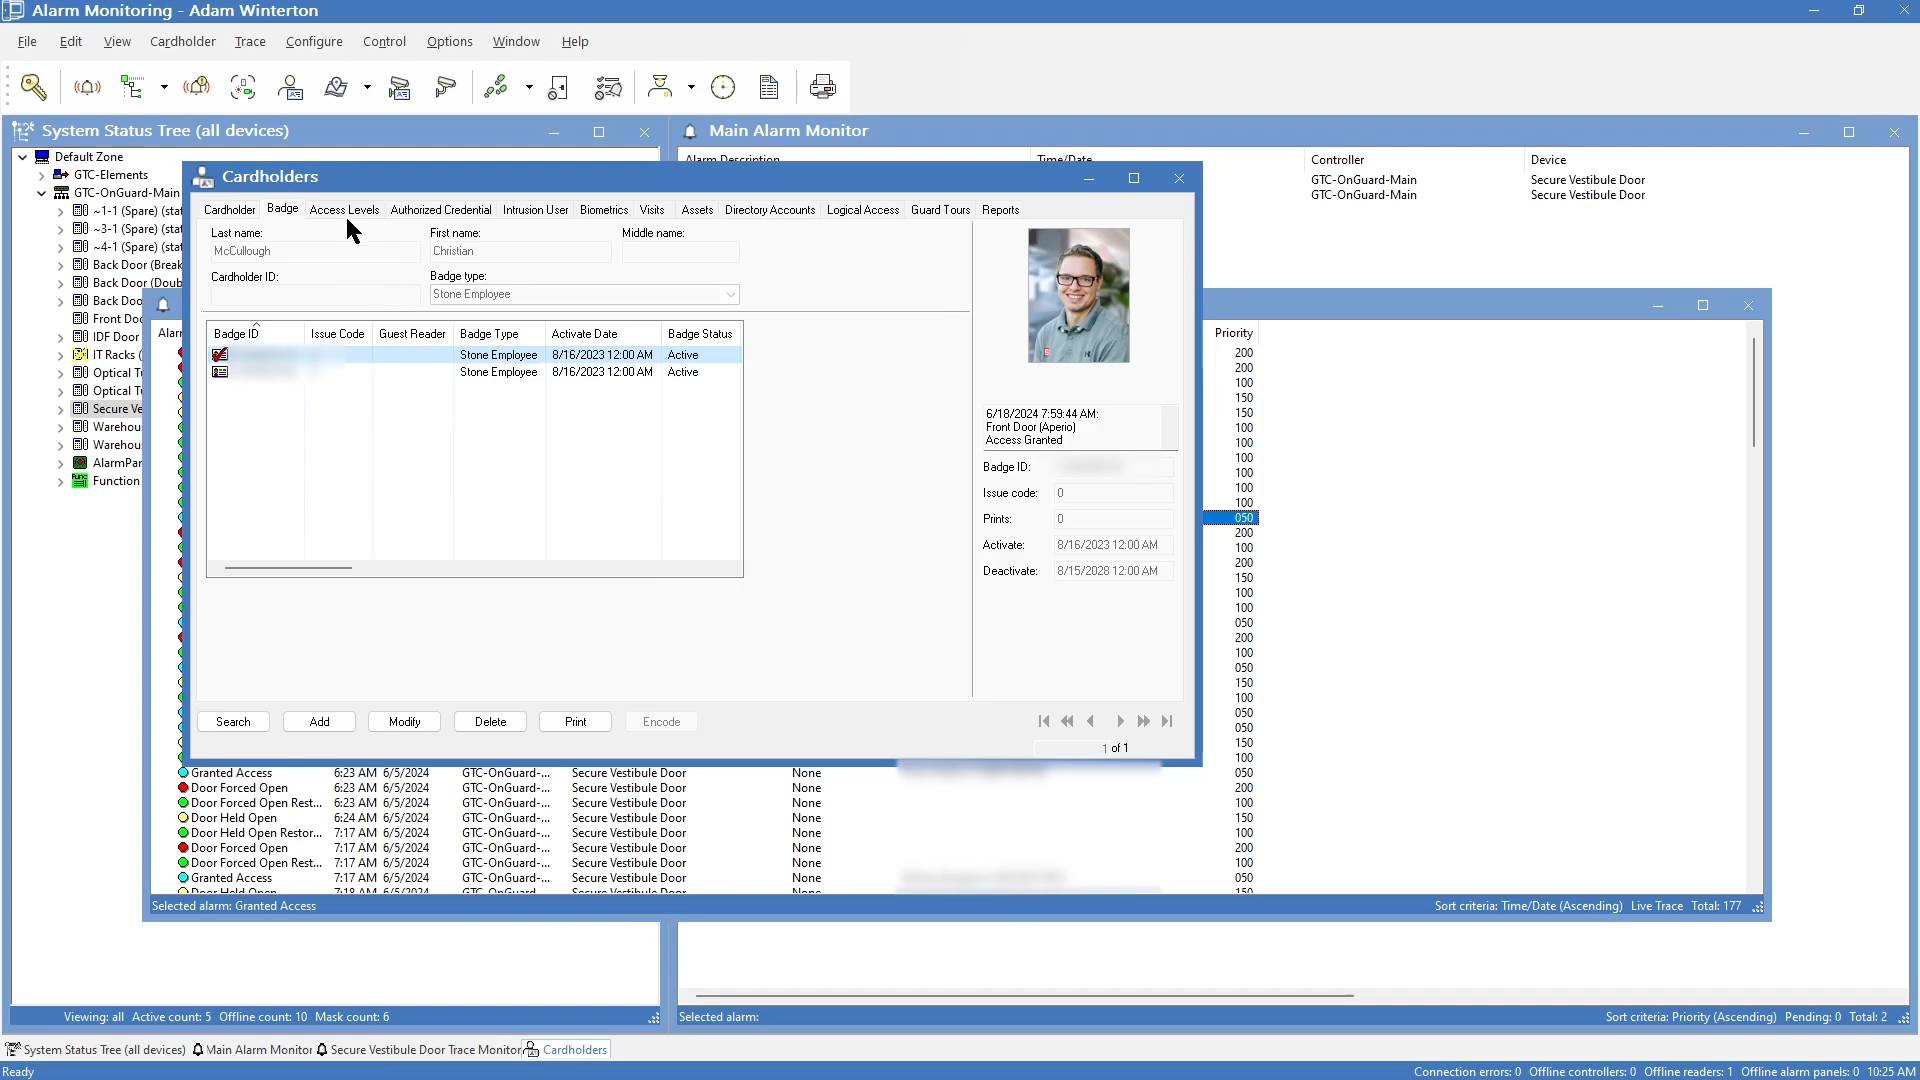 Alarm Monitoring - Adam Winterton
File Edit View Cardholder Trace Configure Control Options Window Help
System Status Tree (all devices)
Default Zone
GTC-Elements
GTC-OnGuard-Main
~1-1 (Spare) (stat
~3-1 (Spare) (stat
~4-1 (Spare) (stat
Back Door (Break
Back Door (Doub
Back Doo
Front Doo
IDF Door
IT Racks (
Optical Tu
Optical Tu
Secure Ve
Warehou
Warehou
AlarmPan
Function
Viewing: all Active count: 5 Offline count: 10 Mask count: 6
Main Alarm Monitor
Alarm Description Time/Date Controller Device
GTC-OnGuard-Main Secure Vestibule Door
GTC-OnGuard-Main Secure Vestibule Door
Cardholders
Cardholder Badge Access Levels Authorized Credential Intrusion User Biometrics Visits Assets Directory Accounts Logical Access Guard Tours Reports
Last name: First name: Middle name:
McCullough Christian
Cardholder ID: Badge type:
Stone Employee
Badge ID Issue Code Guest Reader Badge Type Activate Date Badge Status
Stone Employee 8/16/2023 12:00 AM Active
Stone Employee 8/16/2023 12:00 AM Active
6/18/2024 7:59:44 AM:
Front Door (Aperio)
Access Granted
Badge ID:
Issue code: 0
Prints: 0
Activate: 8/16/2023 12:00 AM
Deactivate: 8/15/2028 12:00 AM
Search Add Modify Delete Print Encode
1 of 1
Alarm
Priority
200
200
100
150
150
100
100
100
100
100
100
050
200
100
200
150
100
100
050
200
100
050
150
100
050
050
150
100
Granted Access 6:23 AM 6/5/2024 GTC-OnGuard-... Secure Vestibule Door None 050
Door Forced Open 6:23 AM 6/5/2024 GTC-OnGuard-... Secure Vestibule Door None 200
Door Forced Open Rest... 6:23 AM 6/5/2024 GTC-OnGuard-... Secure Vestibule Door None 100
Door Held Open 6:24 AM 6/5/2024 GTC-OnGuard-... Secure Vestibule Door None 150
Door Held Open Restor... 7:17 AM 6/5/2024 GTC-OnGuard-... Secure Vestibule Door None 100
Door Forced Open 7:17 AM 6/5/2024 GTC-OnGuard-... Secure Vestibule Door None 200
Door Forced Open Rest... 7:17 AM 6/5/2024 GTC-OnGuard-... Secure Vestibule Door None 100
Granted Access 7:17 AM 6/5/2024 GTC-OnGuard-... Secure Vestibule Door None 050
Door Held Open 7:18 AM 6/5/2024 GTC-OnGuard-... Secure Vestibule Door None 150
Selected alarm: Granted Access Sort criteria: Time/Date (Ascending) Live Trace Total: 177
Selected alarm: Sort criteria: Priority (Ascending) Pending: 0 Total: 2
System Status Tree (all devices) Main Alarm Monitor Secure Vestibule Door Trace Monitor Cardholders
Ready Connection errors: 0 Offline controllers: 0 Offline readers: 1 Offline alarm panels: 0 10:25 AM